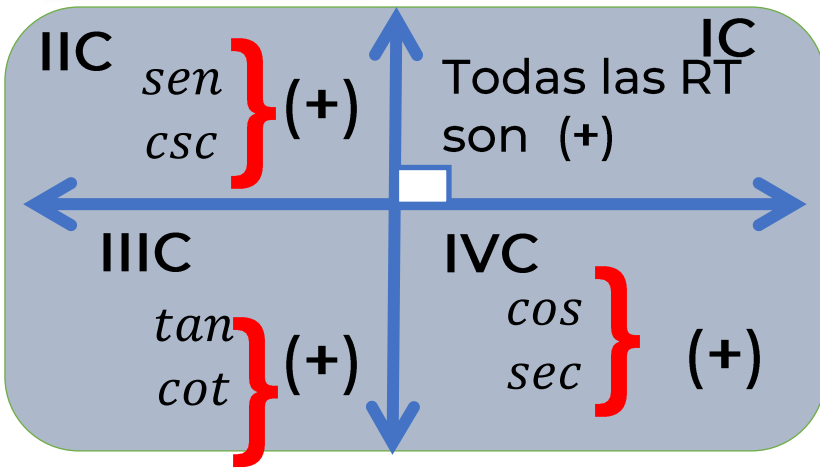 IIC
sen
csc
(+)
IC
Todas las RT
son (+)
IIIC
tan
cot
(+)
IVC
cos
sec
(+)